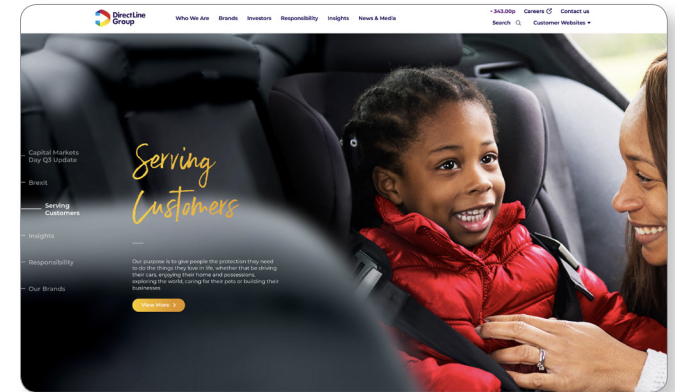 DirectLine
Group
Who We Are Brands Investors Responsibility Insights News & Media
343.00p Careers Contact us
Search Customer Websites
Capital Markets
Day Q3 Update
Brexit
Serving
Customers
Insights
Responsibility
Our Brands
Serving
Customers
Our purpose is to give people the protection they need
to do the things they love in life, whether that be driving
their cars, enjoying their home and possessions,
exploring the world, caring for their pets or building their
businesses
View More